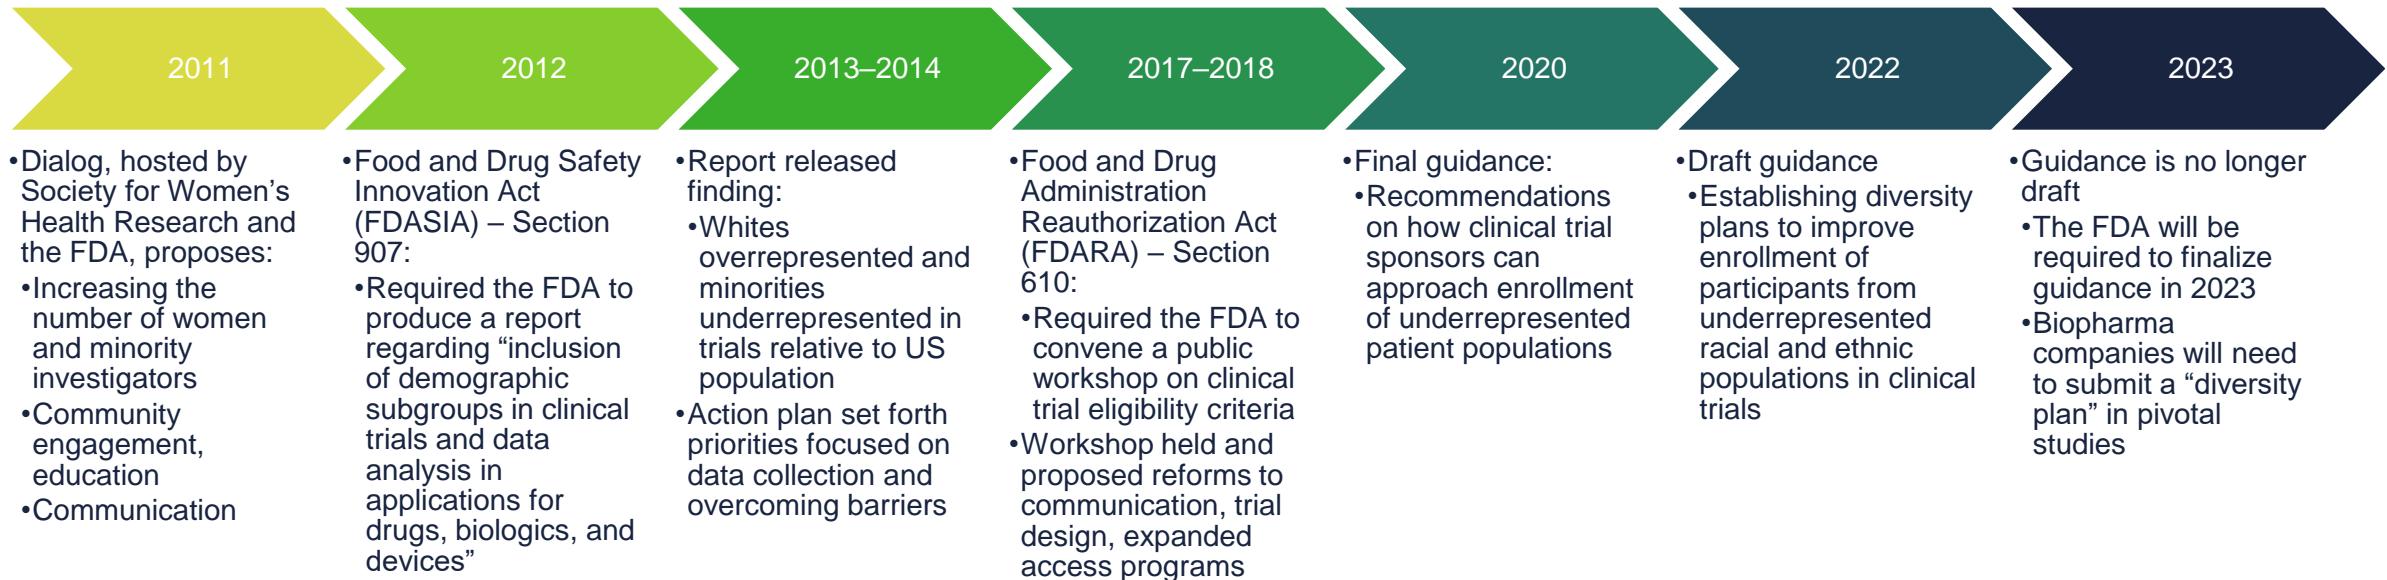 2011
•Dialog, hosted by
Society for Women’s
Health Research and
the FDA, proposes:
•Increasing the
number of women
and minority
investigators
•Community
engagement,
education
•Communication
2012
•Food and Drug Safety
Innovation Act
(FDASIA) – Section
907:
•Required the FDA to
produce a report
regarding “inclusion
of demographic
subgroups in clinical
trials and data
analysis in
applications for
drugs, biologics, and
devices”
2013–2014
•Report released
finding:
•Whites
overrepresented and
minorities
underrepresented in
trials relative to US
population
•Action plan set forth
priorities focused on
data collection and
overcoming barriers
2017–2018
•Food and Drug
Administration
Reauthorization Act
(FDARA) – Section
610:
•Required the FDA to
convene a public
workshop on clinical
trial eligibility criteria
•Workshop held and
proposed reforms to
communication, trial
design, expanded
access programs
2020
•Final guidance:
•Recommendations
on how clinical trial
sponsors can
approach enrollment
of underrepresented
patient populations
2022
•Draft guidance
•Establishing diversity
plans to improve
enrollment of
participants from
underrepresented
racial and ethnic
populations in clinical
trials
2023
•Guidance is no longer
draft
•The FDA will be
required to finalize
guidance in 2023
•Biopharma
companies will need
to submit a “diversity
plan” in pivotal
studies